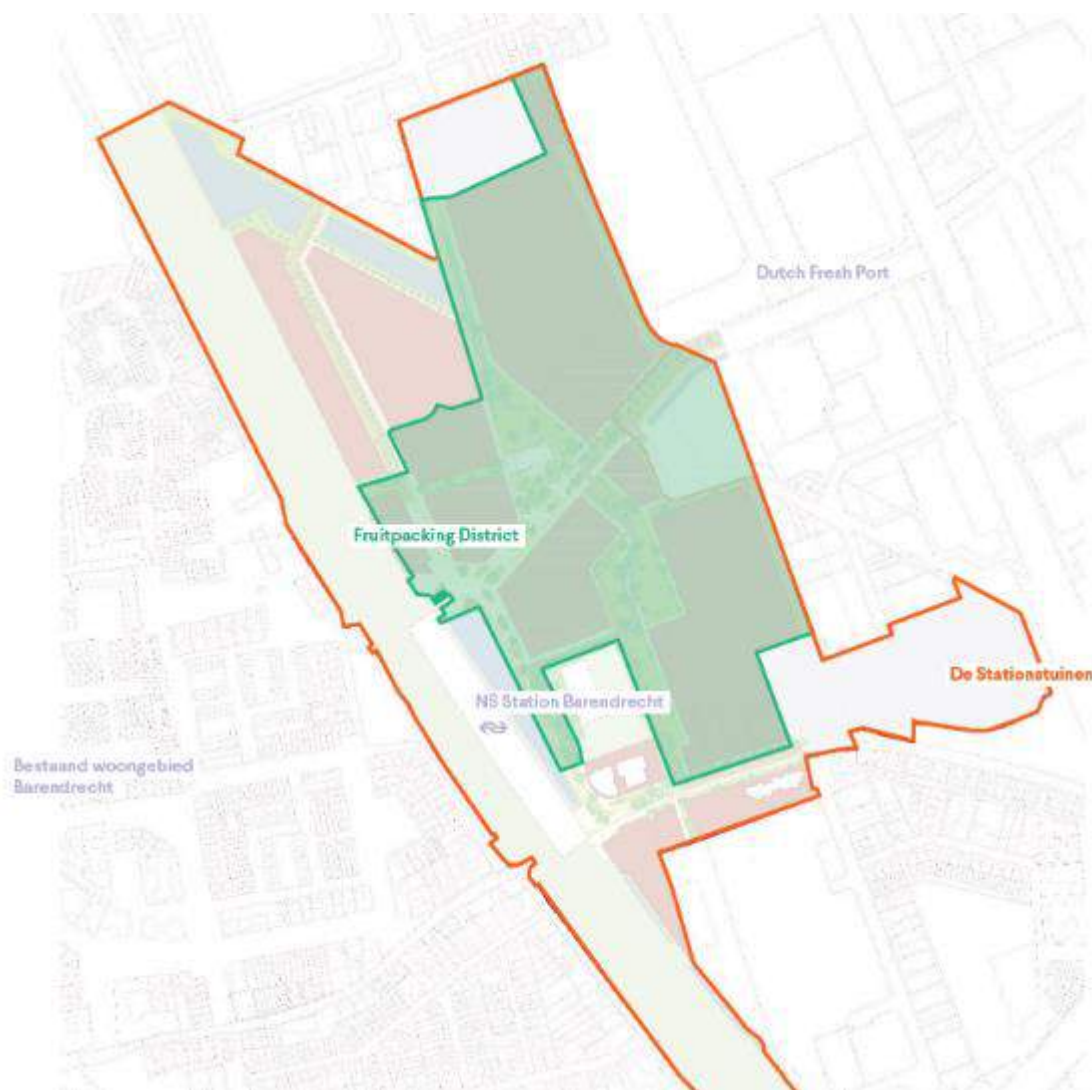 Dutch Fresh Port
Fruitpacking District
De Stationstuinen
NS Station Barendrecht
Bestaand woongebied
Barendrecht